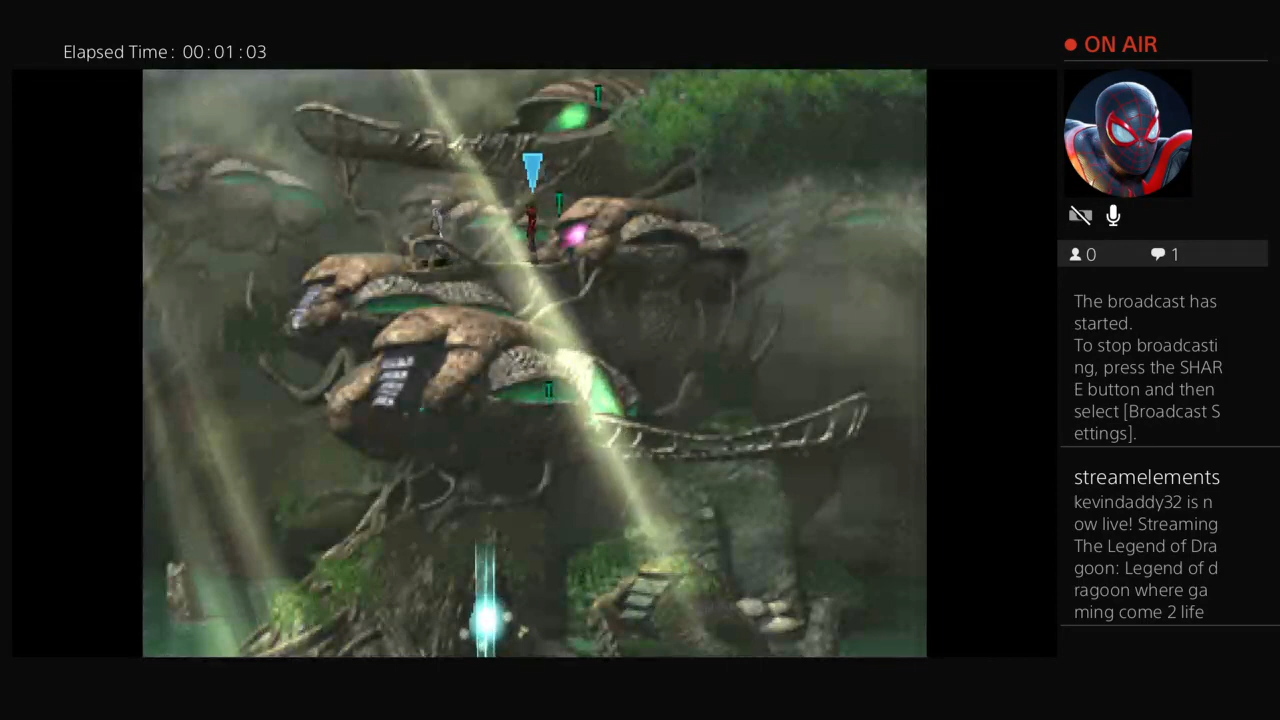 Elapsed Time: 00:01:03
ON AIR
0
1
The broadcast has
started.
To stop broadcasti
ng, press the SHAR
E button and then
select [Broadcast S
ettings].
streamelements
kevindaddy32 is n
ow live! Streaming
The Legend of Dra
goon: Legend of d
ragoon where ga
ming come 2 life